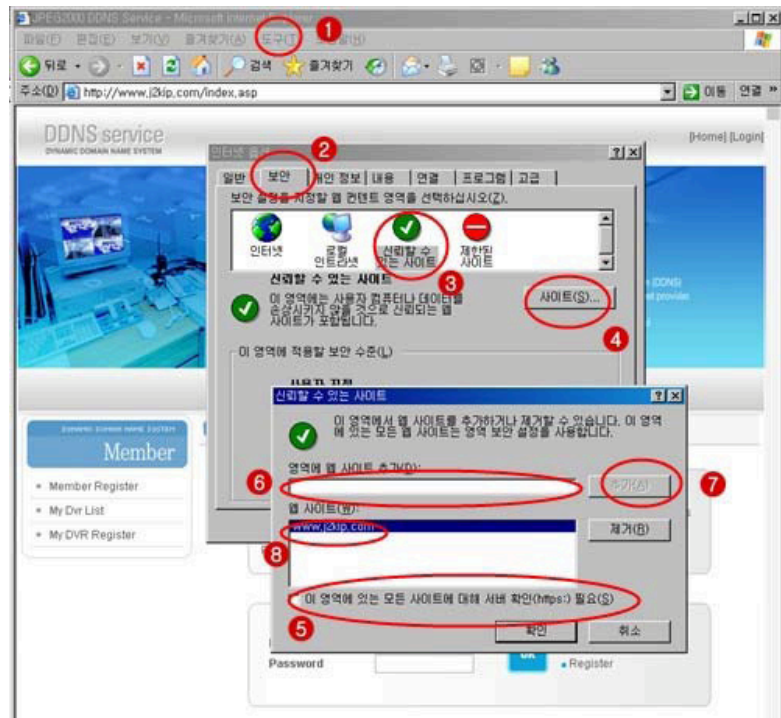 JPEG2000 DDNS Service - Microsoft Internet Explorer
파일(F) 편집(E) 보기(V) 즐겨찾기(A) 도구(T) 도움말(H)
1
뒤로 검색 즐겨찾기
주소(D) http://www.j2kip.com/index.asp 이동 연결 »
DDNS service
DYNAMIC DOMAIN NAME SYSTEM
[Home] [Login]
인터넷 옵션
2
일반 보안 개인 정보 내용 연결 프로그램 고급
보안 설정을 지정할 웹 컨텐트 영역을 선택하십시오(Z).
인터넷 로컬 인트라넷 신뢰할 수 있는 사이트 제한된 사이트
3
신뢰할 수 있는 사이트
이 영역에는 사용자 컴퓨터나 데이터를
손상시키지 않을 것으로 신뢰되는 웹
사이트가 포함됩니다.
사이트(S)...
4
이 영역에 적용할 보안 수준(L)
사용자 지정
신뢰할 수 있는 사이트
이 영역에서 웹 사이트를 추가하거나 제거할 수 있습니다. 이 영역
에 있는 모든 웹 사이트는 영역 보안 설정을 사용합니다.
영역에 웹 사이트 추가(D):
6
추가(A)
7
웹 사이트(W):
www.j2kip.com
8
제거(R)
이 영역에 있는 모든 사이트에 대해 서버 확인(https:) 필요(S)
5
확인 취소
DYNAMIC DOMAIN NAME SYSTEM
Member
Member Register
My Dvr List
My DVR Register
Password
OK
Register